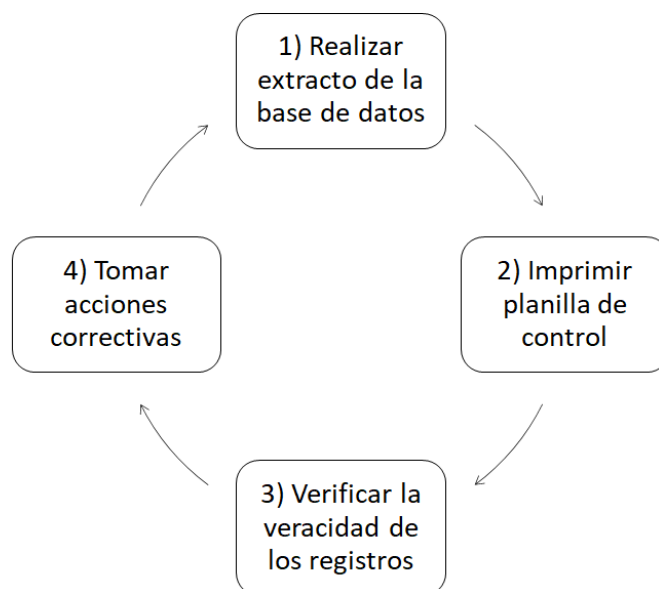 1) Realizar
extracto de la
base de datos
2) Imprimir
planilla de
control
3) Verificar la
veracidad de
los registros
4) Tomar
acciones
correctivas